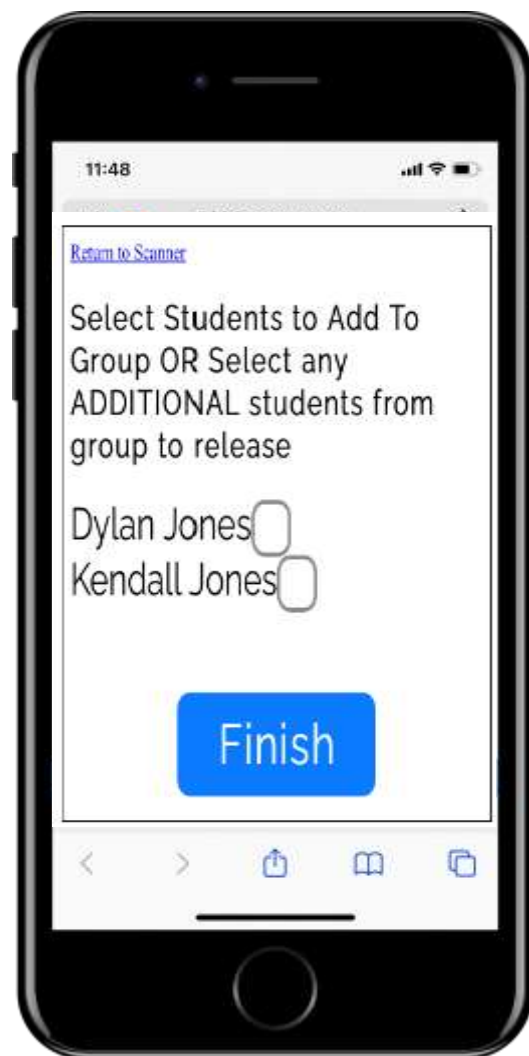 11:48
Return to Scanner
Select Students to Add To
Group OR Select any
ADDITIONAL students from
group to release
Dylan Jones
Kendall Jones
Finish